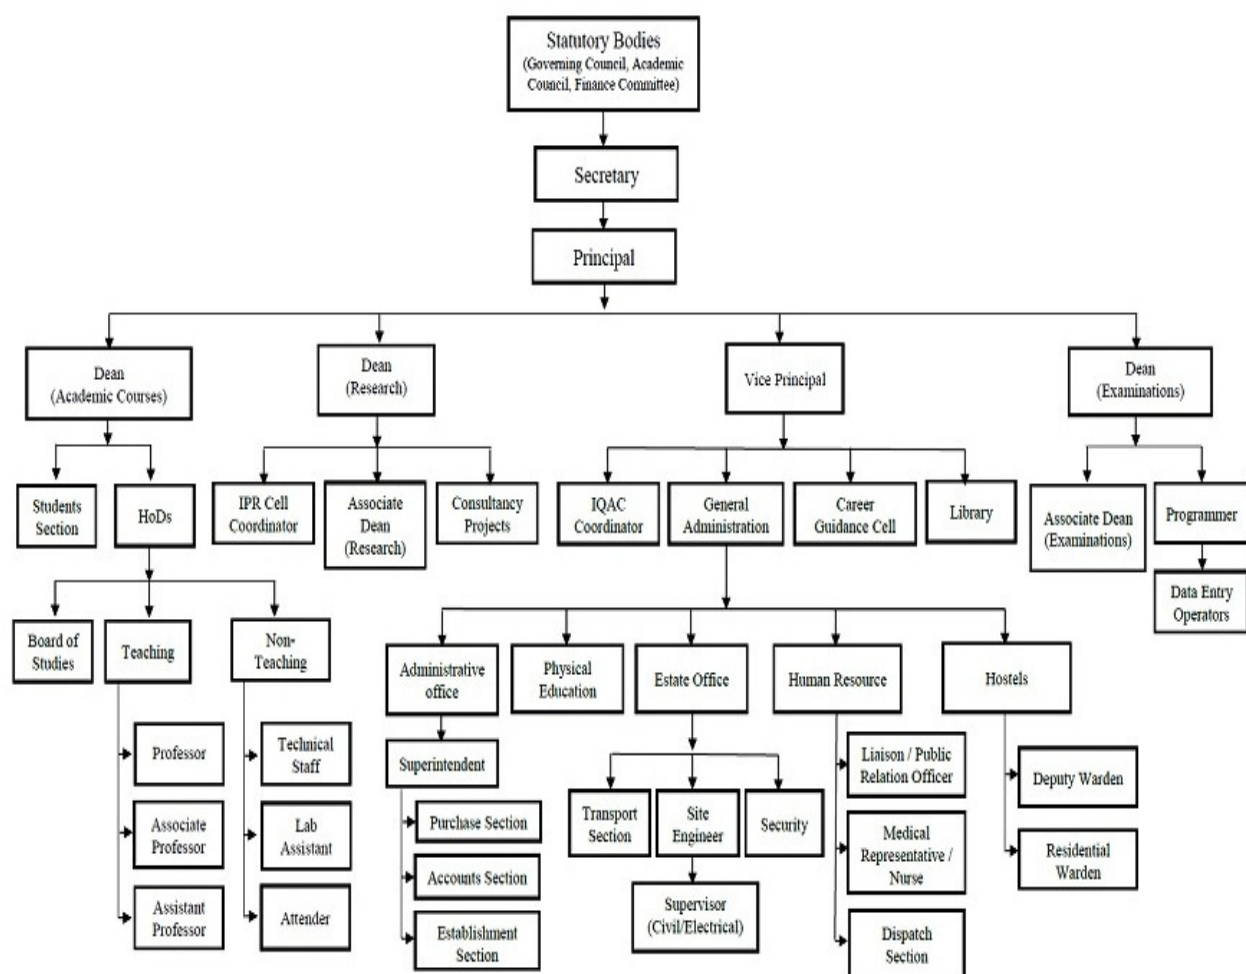 Statutory Bodies
(Governing Council, Academic
Council, Finance Committee)
Secretary
Principal
Dean
(Academic Courses)
Dean
(Research)
Vice Principal
Dean
(Examinations)
Students
Section
HoDs
IPR Cell
Coordinator
Associate
Dean
(Research)
Consultancy
Projects
IQAC
Coordinator
General
Administration
Career
Guidance Cell
Library
Associate Dean
(Examinations)
Programmer
Data Entry
Operators
Board of
Studies
Teaching
Non-
Teaching
Administrative
office
Physical
Education
Estate Office
Human Resource
Hostels
Professor
Associate
Professor
Assistant
Professor
Technical
Staff
Lab
Assistant
Attender
Superintendent
Purchase Section
Accounts Section
Establishment
Section
Transport
Section
Site
Engineer
Security
Supervisor
(Civil/Electrical)
Liaison / Public
Relation Officer
Medical
Representative /
Nurse
Dispatch
Section
Deputy Warden
Residential
Warden